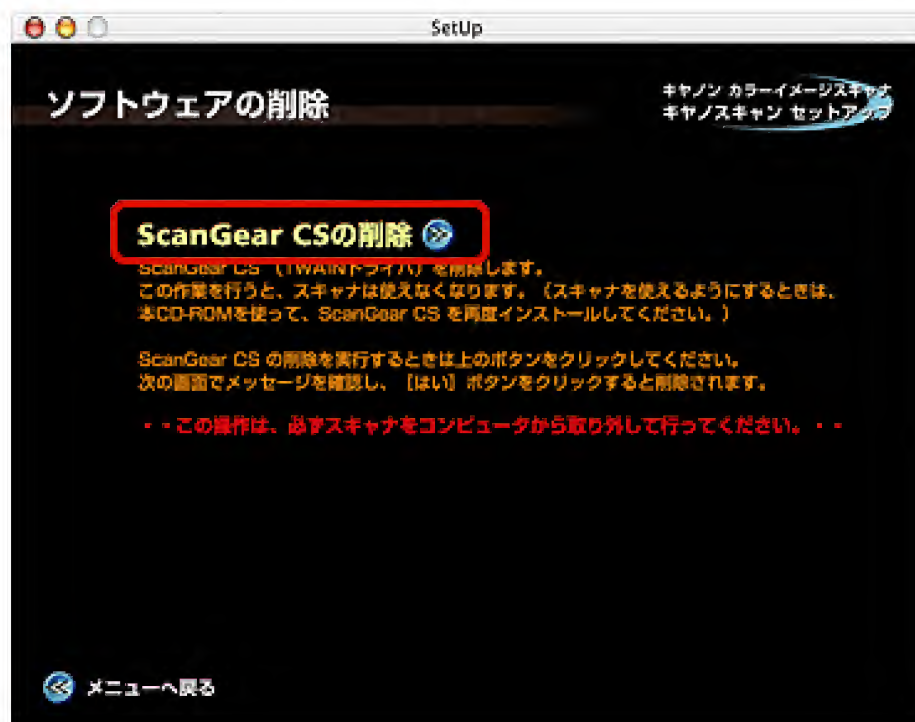 SetUp
ソフトウェアの削除
キヤノン カラーイメージスキャナ
キヤノスキャン セットアップ
ScanGear CSの削除
ScanGear CS （TWAINドライバ）を削除します。
この作業を行うと、スキャナは使えなくなります。（スキャナを使えるようにするときは、
本CD-ROMを使って、ScanGear CS を再度インストールしてください。）
ScanGear CS の削除を実行するときは上のボタンをクリックしてください。
次の画面でメッセージを確認し、［はい］ボタンをクリックすると削除されます。
・・この操作は、必ずスキャナをコンピュータから取り外して行ってください。・・
メニューへ戻る